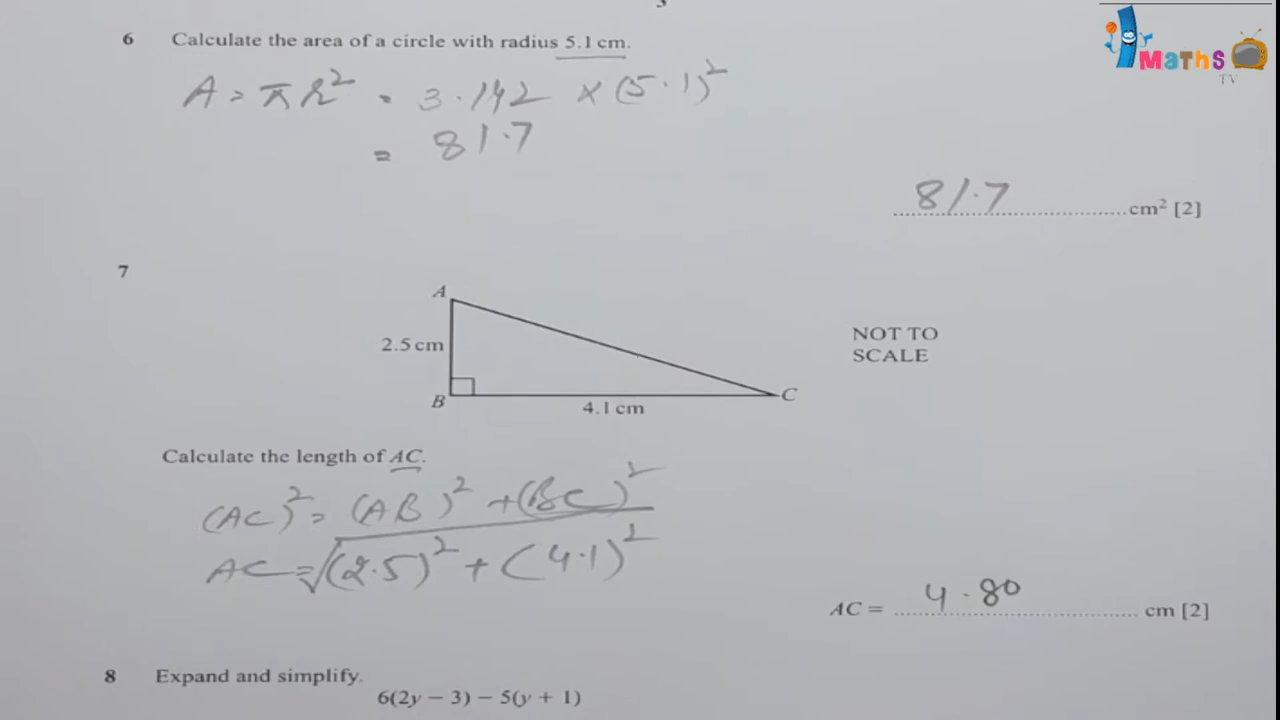 6 Calculate the area of a circle with radius 5.1 cm.
A = πr² = 3.142 × (5.1)²
= 81.7
81.7 cm² [2]
7
A
2.5 cm
B
4.1 cm
C
NOT TO
SCALE
Calculate the length of AC.
(AC)² = (AB)² + (BC)²
AC = √(2.5)² + (4.1)²
AC = 4.80 cm [2]
8 Expand and simplify.
6(2y − 3) − 5(y + 1)
MaTHS
TV